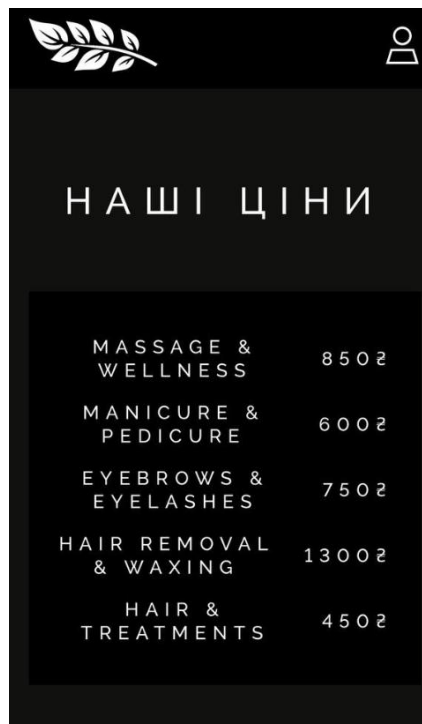 НАШІ ЦІНИ
MASSAGE &
WELLNESS 850₴
MANICURE &
PEDICURE 600₴
EYEBROWS &
EYELASHES 750₴
HAIR REMOVAL
& WAXING 1300₴
HAIR &
TREATMENTS 450₴